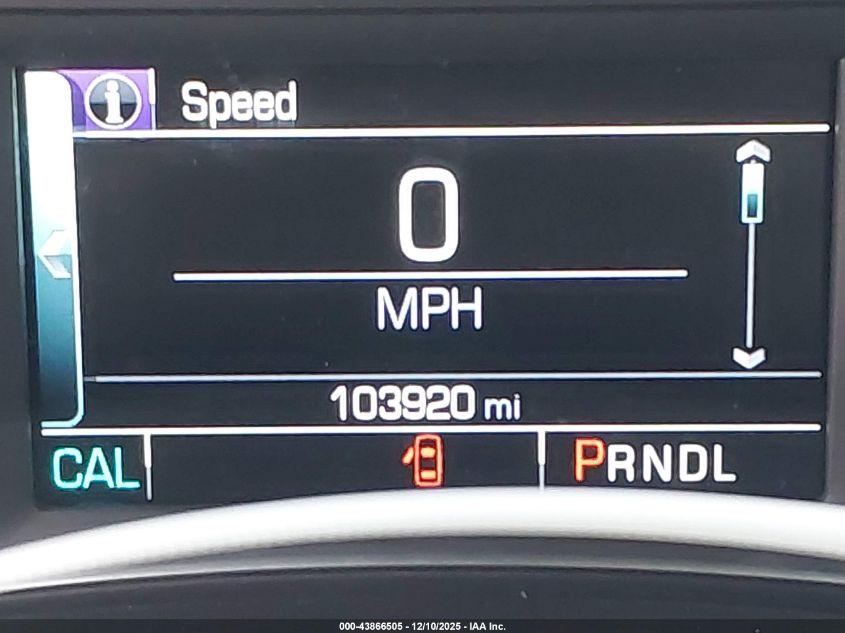 Speed
0
MPH
103920 mi
CAL
PRNDL
000-43866505 - 12/10/2025 - IAA Inc.